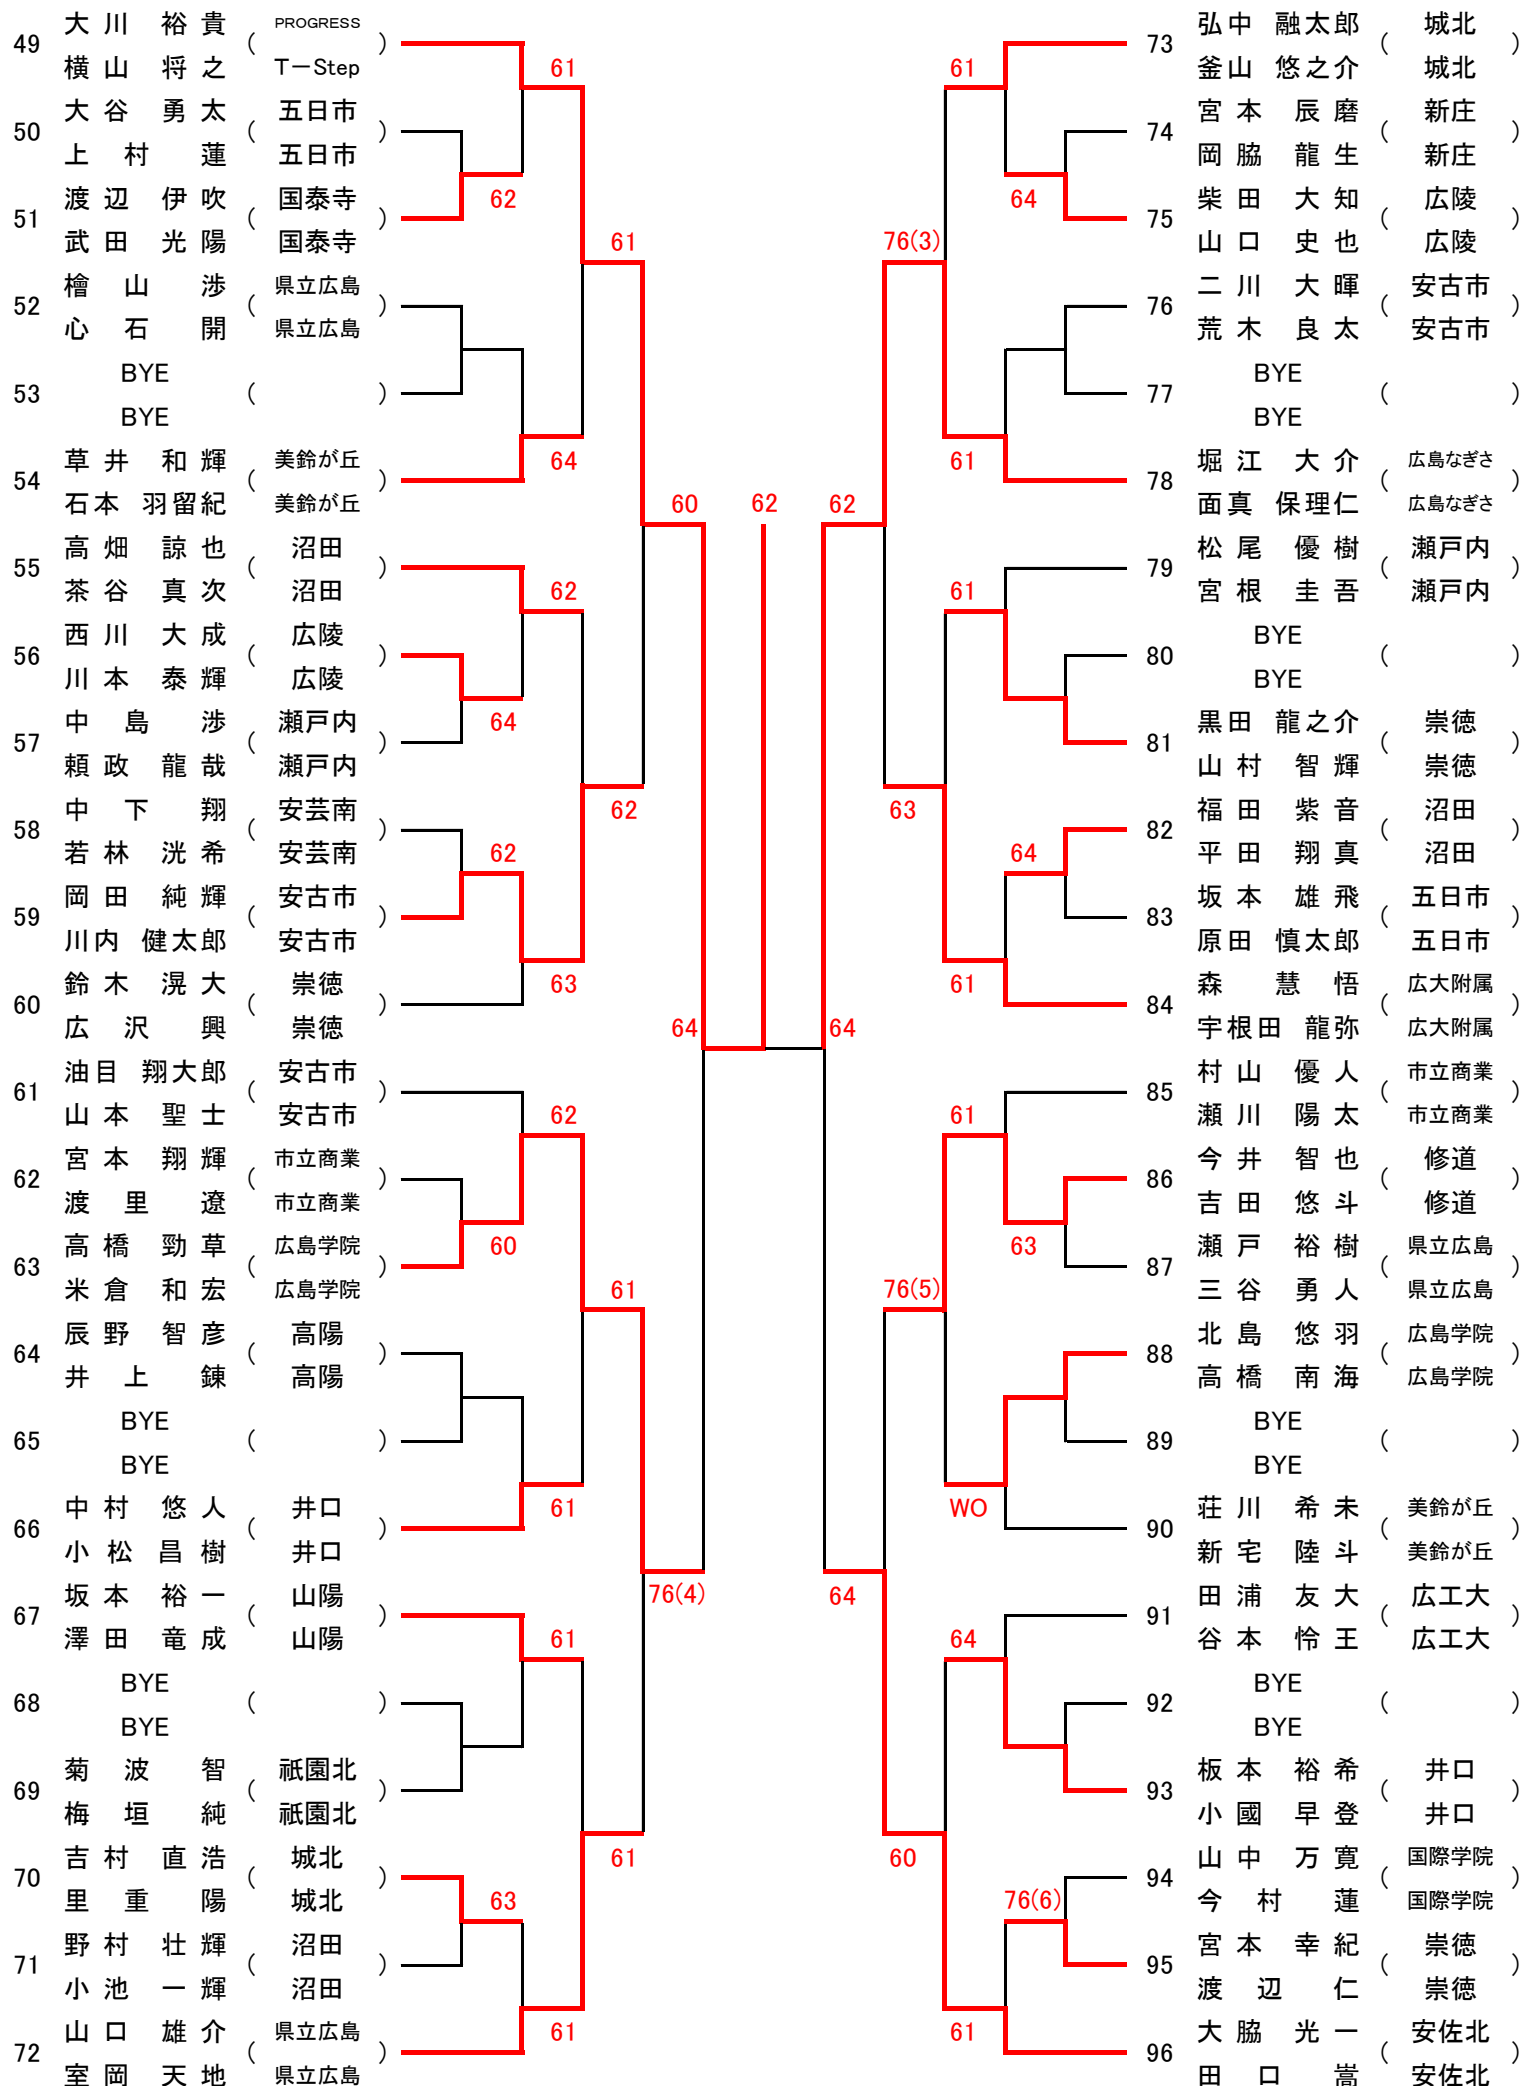 大川 裕貴 PROGRESS
49 ( )
横山 将之 T-Step
61
大谷 勇太 五日市
50 ( )
上村 蓮 五日市
渡辺 伊吹 国泰寺
62
51 ( )
武田 光陽 国泰寺
61
檜山 渉 県立広島
52 ( )
心石 開 県立広島
BYE
53 ( )
BYE
草井 和輝 美鈴が丘
64
54 ( )
石本 羽留紀 美鈴が丘
60
高畑 諒也 沼田
55 ( )
茶谷 真次 沼田
62
西川 大成 広陵
56 ( )
川本 泰輝 広陵
中島 渉 瀬戸内
64
57 ( )
頼政 龍哉 瀬戸内
中下 翔 安芸南
62
58 ( )
若林 洸希 安芸南
62
岡田 純輝 安古市
59 ( )
川内 健太郎 安古市
鈴木 滉大 崇徳
63
60 ( )
広沢 興 崇徳
64
油目 翔大郎 安古市
61 ( )
山本 聖士 安古市
62
宮本 翔輝 市立商業
62 ( )
渡里 遼 市立商業
高橋 勁草 広島学院
60
63 ( )
米倉 和宏 広島学院
61
辰野 智彦 高陽
64 ( )
井上 錬 高陽
BYE
65 ( )
BYE
中村 悠人 井口
61
66 ( )
小松 昌樹 井口
坂本 裕一 山陽
76(4)
67 ( )
澤田 竜成 山陽
61
BYE
68 ( )
BYE
菊波 智 祇園北
69 ( )
梅垣 純 祇園北
吉村 直浩 城北
61
70 ( )
里重 陽 城北
63
野村 壮輝 沼田
71 ( )
小池 一輝 沼田
山口 雄介 県立広島
61
72 ( )
室岡 天地 県立広島
62
弘中 融太郎 城北
73 ( )
釜山 悠之介 城北
61
宮本 辰磨 新庄
74 ( )
岡脇 龍生 新庄
柴田 大知 広陵
64
75 ( )
山口 史也 広陵
76(3)
二川 大暉 安古市
76 ( )
荒木 良太 安古市
BYE
77 ( )
BYE
堀江 大介 広島なぎさ
61
78 ( )
面真 保理仁 広島なぎさ
62
松尾 優樹 瀬戸内
79 ( )
宮根 圭吾 瀬戸内
61
BYE
80 ( )
BYE
黒田 龍之介 崇徳
81 ( )
山村 智輝 崇徳
福田 紫音 沼田
63
82 ( )
平田 翔真 沼田
64
坂本 雄飛 五日市
83 ( )
原田 慎太郎 五日市
森 慧悟 広大附属
61
84 ( )
宇根田 龍弥 広大附属
64
村山 優人 市立商業
85 ( )
瀬川 陽太 市立商業
61
今井 智也 修道
86 ( )
吉田 悠斗 修道
瀬戸 裕樹 県立広島
63
87 ( )
三谷 勇人 県立広島
76(5)
北島 悠羽 広島学院
88 ( )
高橋 南海 広島学院
BYE
89 ( )
BYE
荘川 希未 美鈴が丘
WO
90 ( )
新宅 陸斗 美鈴が丘
田浦 友大 広工大
64
91 ( )
谷本 怜王 広工大
64
BYE
92 ( )
BYE
板本 裕希 井口
93 ( )
小國 早登 井口
山中 万寛 国際学院
60
94 ( )
今村 蓮 国際学院
76(6)
宮本 幸紀 崇徳
95 ( )
渡辺 仁 崇徳
大脇 光一 安佐北
61
96 ( )
田口 嵩 安佐北